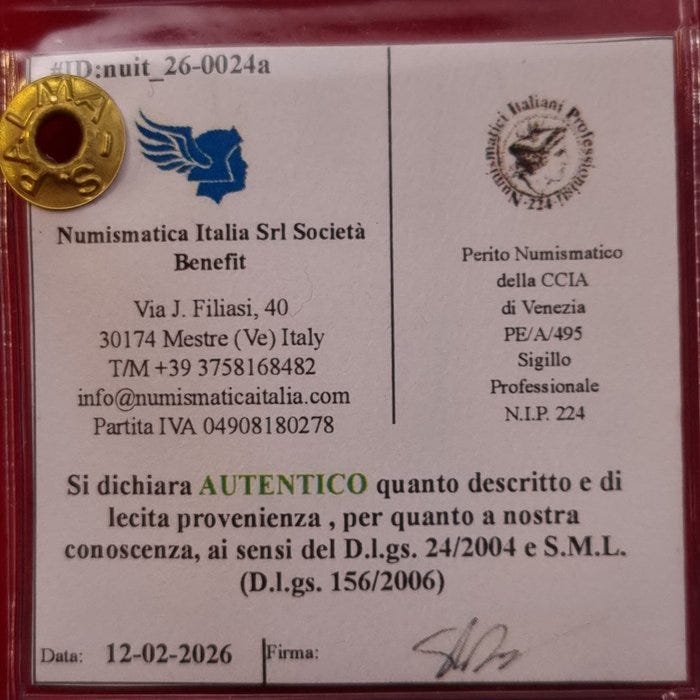 #ID:nuit_26-0024a
PALMA-S
Numismatici Italiani Professionisti
N.224
Numismatica Italia Srl Società
Benefit
Via J. Filiasi, 40
30174 Mestre (Ve) Italy
T/M +39 3758168482
info@numismaticaitalia.com
Partita IVA 04908180278
Perito Numismatico
della CCIA
di Venezia
PE/A/495
Sigillo
Professionale
N.I.P. 224
Si dichiara AUTENTICO quanto descritto e di
lecita provenienza , per quanto a nostra
conoscenza, ai sensi del D.l.gs. 24/2004 e S.M.L.
(D.l.gs. 156/2006)
Data: 12-02-2026
Firma: